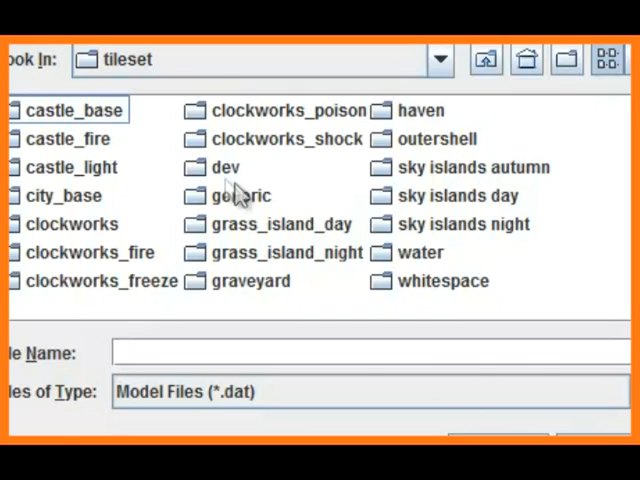 ook In: tileset
castle_base clockworks_poison haven
castle_fire clockworks_shock outershell
castle_light dev sky islands autumn
city_base generic sky islands day
clockworks grass_island_day sky islands night
clockworks_fire grass_island_night water
clockworks_freeze graveyard whitespace
le Name:
les of Type: Model Files (*.dat)